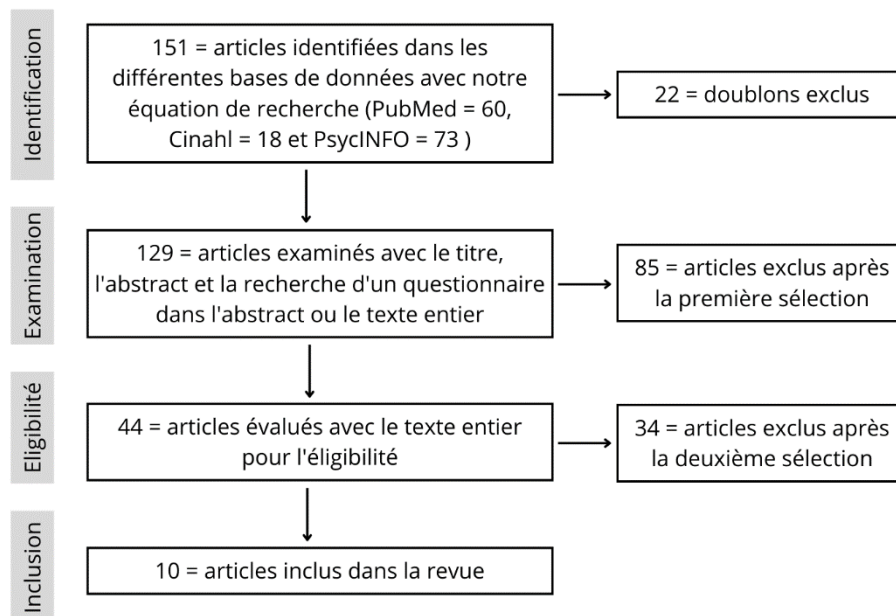 Identification
151 = articles identifiées dans les
différentes bases de données avec notre
équation de recherche (PubMed = 60,
Cinahl = 18 et PsycINFO = 73 )
22 = doublons exclus
Examination
129 = articles examinés avec le titre,
l'abstract et la recherche d'un questionnaire
dans l'abstract ou le texte entier
85 = articles exclus après
la première sélection
Eligibilité
44 = articles évalués avec le texte entier
pour l'éligibilité
34 = articles exclus après
la deuxième sélection
Inclusion
10 = articles inclus dans la revue